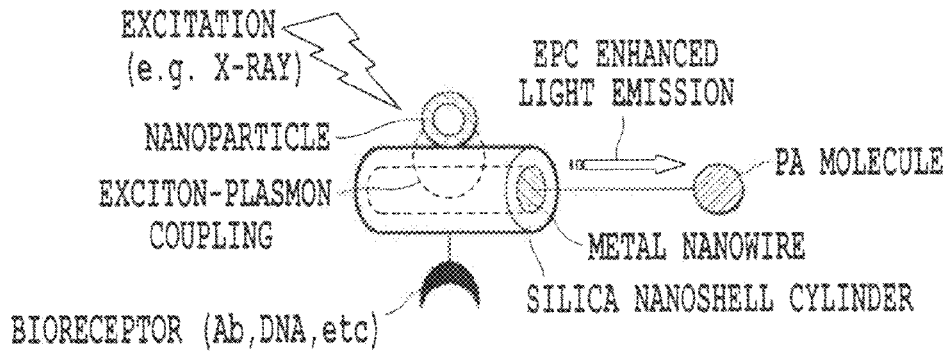 EXCITATION
(e.g. X-RAY)
NANOPARTICLE
EXCITON-PLASMON
COUPLING
BIORECEPTOR (Ab,DNA,etc)
EPC ENHANCED
LIGHT EMISSION
PA MOLECULE
METAL NANOWIRE
SILICA NANOSHELL CYLINDER